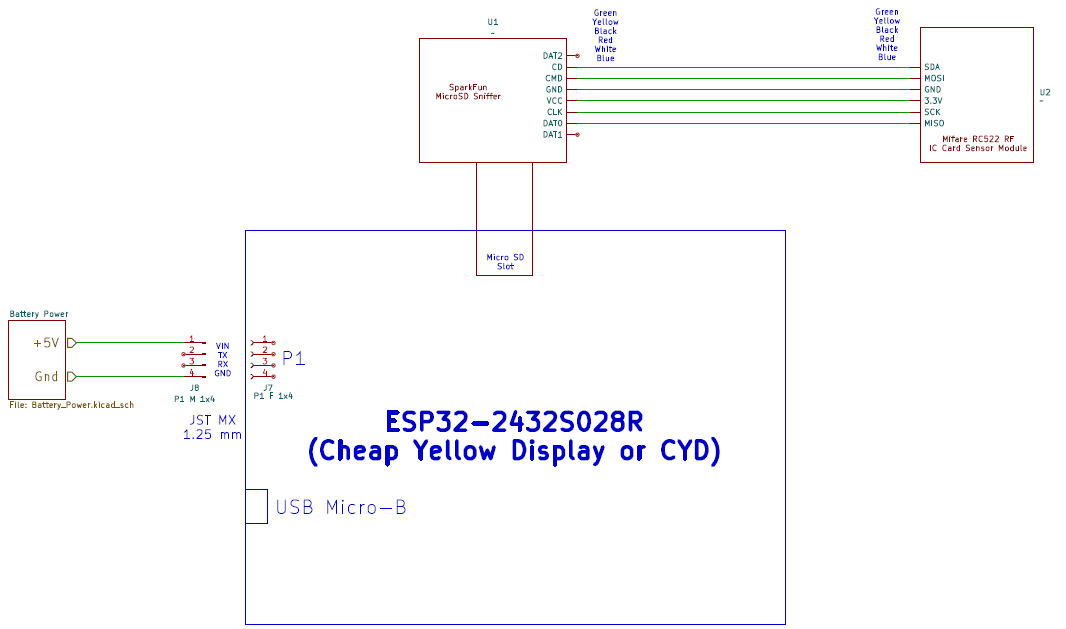 U1
-
Green
Yellow
Black
Red
White
Blue
Green
Yellow
Black
Red
White
Blue
SparkFun
MicroSD Sniffer
DAT2
CD
CMD
GND
VCC
CLK
DAT0
DAT1
SDA
MOSI
GND
3.3V
SCK
MISO
Mifare RC522 RF
IC Card Sensor Module
U2
-
Micro SD
Slot
Battery Power
+5V
Gnd
File: Battery_Power.kicad_sch
1
2
3
4
VIN
TX
RX
GND
1
2
3
4
P1
J8
P1 M 1x4
J7
P1 F 1x4
JST MX
1.25 mm
ESP32-2432S028R
(Cheap Yellow Display or CYD)
USB Micro-B